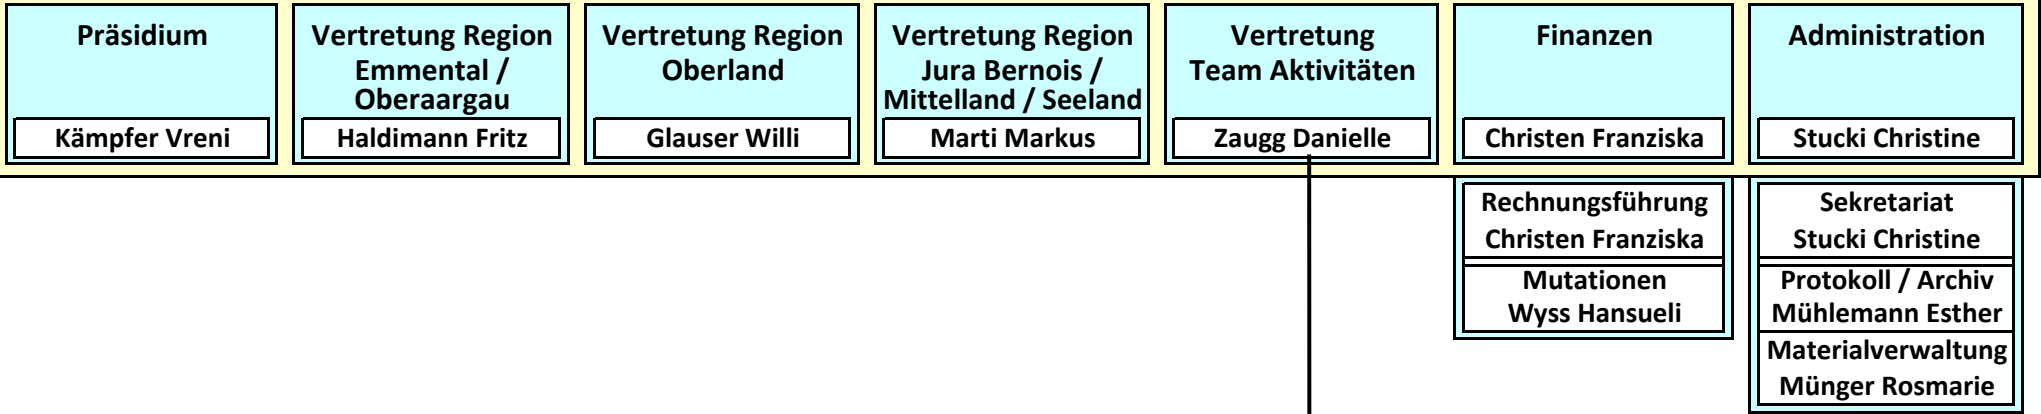 Präsidium
Kämpfer Vreni
Vertretung Region
Emmental /
Oberaargau
Haldimann Fritz
Vertretung Region
Oberland
Glauser Willi
Vertretung Region
Jura Bernois /
Mittelland / Seeland
Marti Markus
Vertretung
Team Aktivitäten
Zaugg Danielle
Finanzen
Christen Franziska
Rechnungsführung
Christen Franziska
Mutationen
Wyss Hansueli
Administration
Stucki Christine
Sekretariat
Stucki Christine
Protokoll / Archiv
Mühlemann Esther
Materialverwaltung
Münger Rosmarie